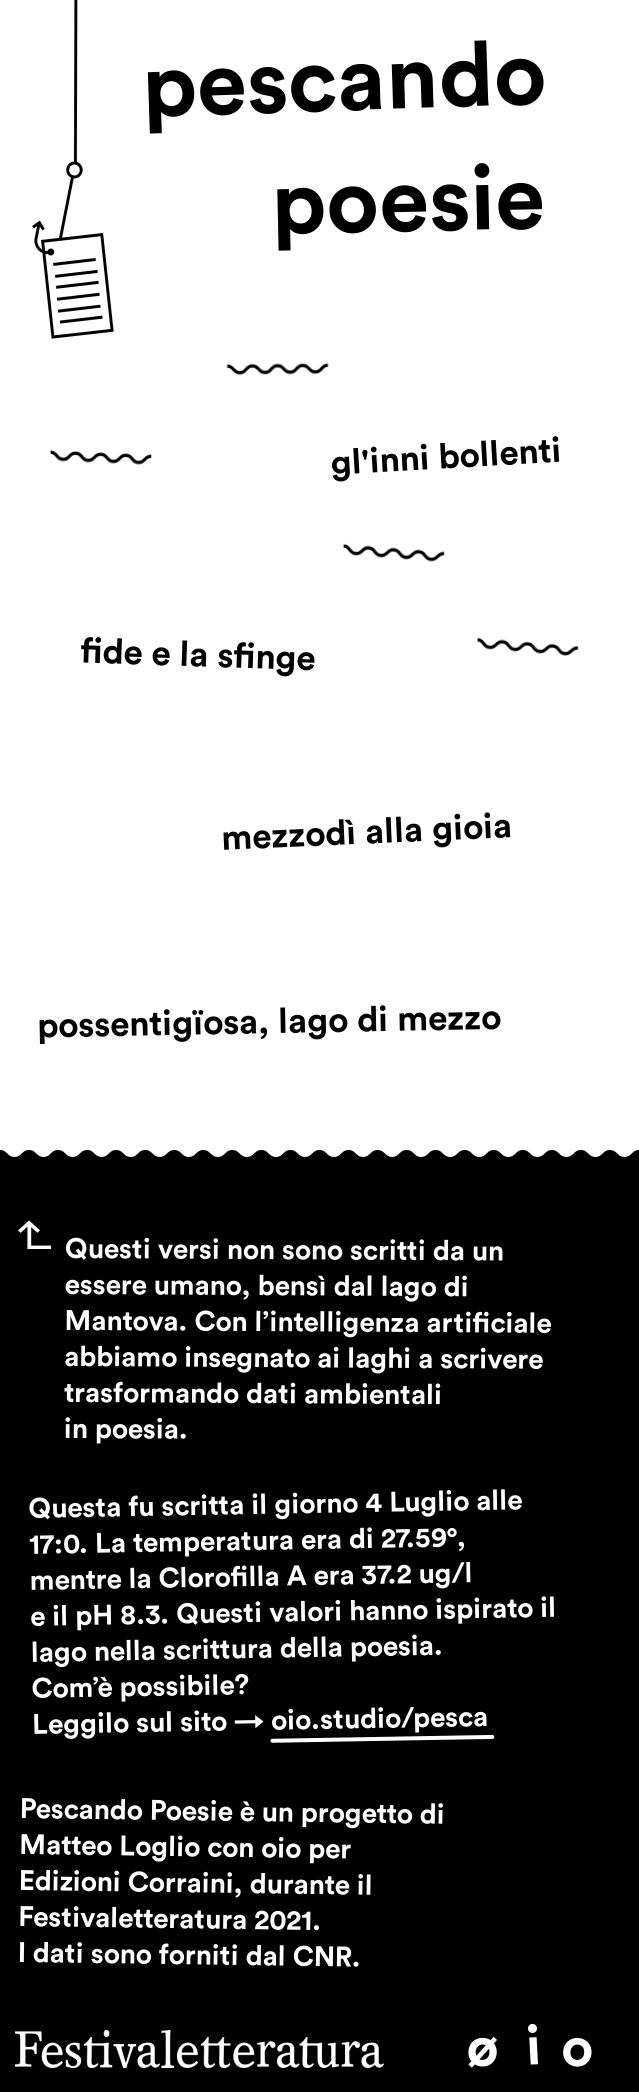 pescando
poesie
gl'inni bollenti
fide e la sfinge
mezzodì alla gioia
possentigïosa, lago di mezzo
Questi versi non sono scritti da un
essere umano, bensì dal lago di
Mantova. Con l’intelligenza artificiale
abbiamo insegnato ai laghi a scrivere
trasformando dati ambientali
in poesia.
Questa fu scritta il giorno 4 Luglio alle
17:0. La temperatura era di 27.59°,
mentre la Clorofilla A era 37.2 ug/l
e il pH 8.3. Questi valori hanno ispirato il
lago nella scrittura della poesia.
Com’è possibile?
Leggilo sul sito → oio.studio/pesca
Pescando Poesie è un progetto di
Matteo Loglio con oio per
Edizioni Corraini, durante il
Festivaletteratura 2021.
I dati sono forniti dal CNR.
Festivaletteratura ø i o